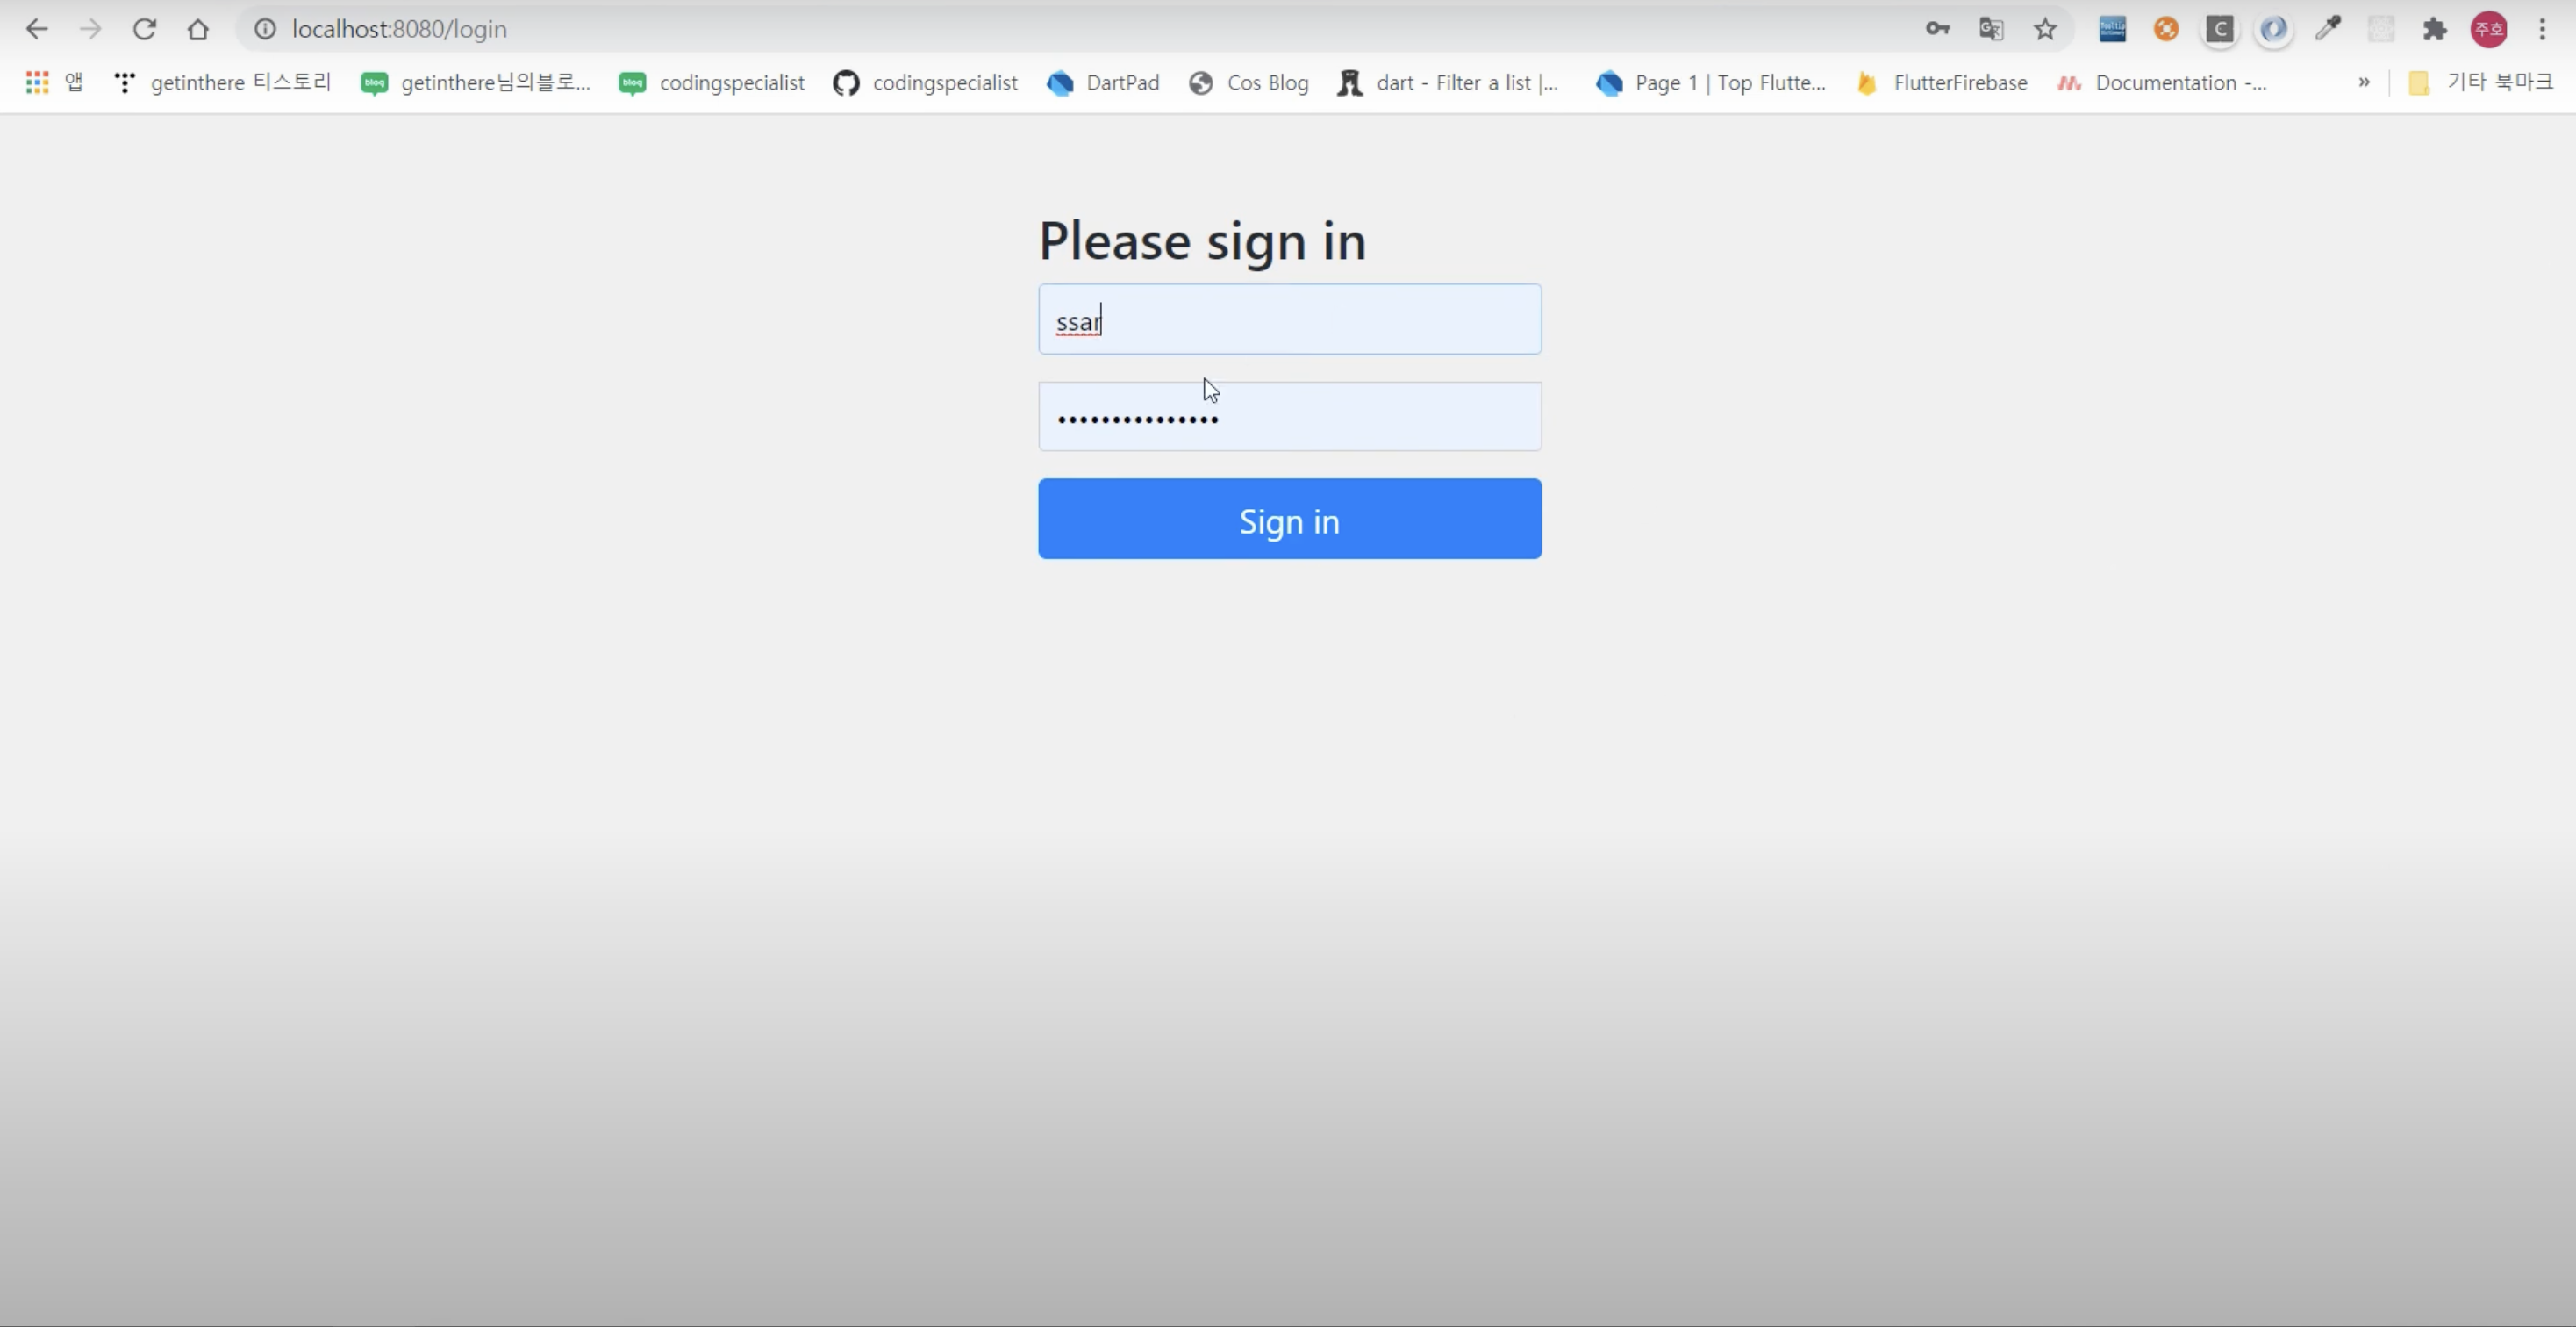 localhost:8080/login
주호
앱 getinthere 티스토리 blog getinthere님의블로... blog codingspecialist codingspecialist DartPad Cos Blog dart - Filter a list |... Page 1 | Top Flutte... FlutterFirebase Documentation -... » 기타 북마크
Please sign in
ssar
•••••••••••••••
Sign in